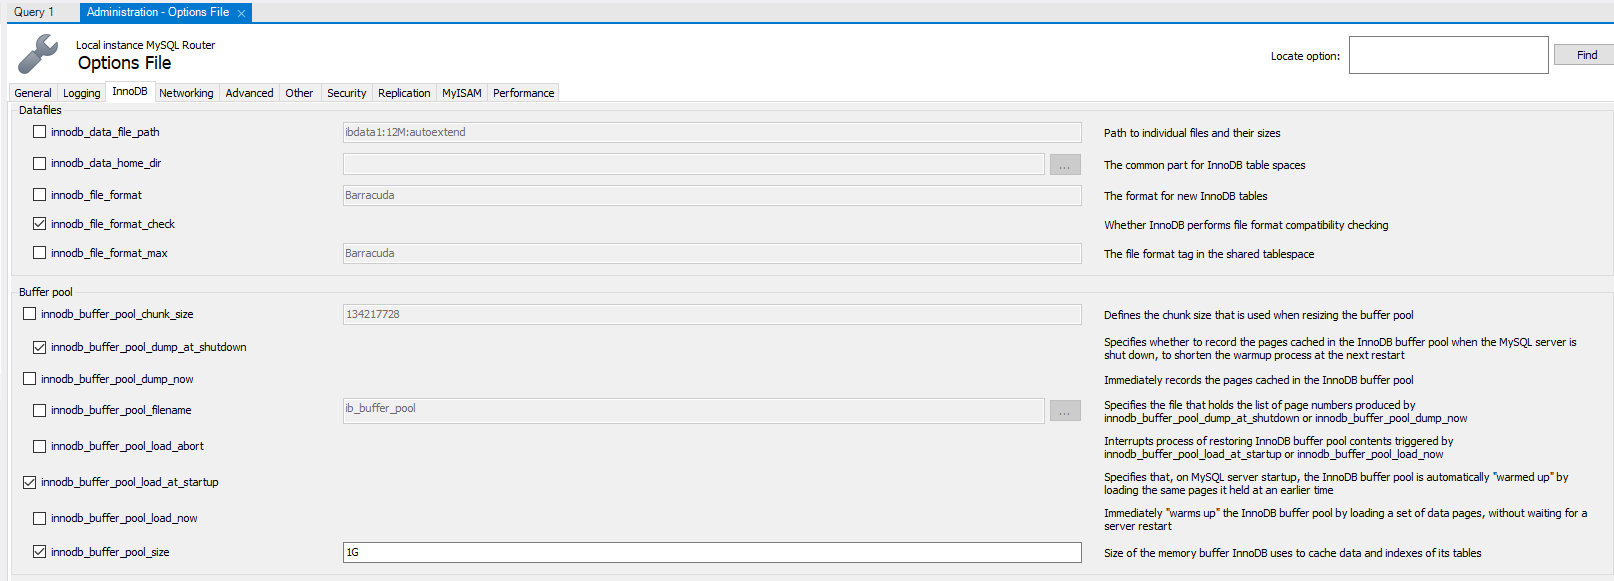 Query 1
Administration - Options File
Local instance MySQL Router
Options File
Locate option:
Find
General Logging InnoDB Networking Advanced Other Security Replication MyISAM Performance
Datafiles
innodb_data_file_path ibdata1:12M:autoextend Path to individual files and their sizes
innodb_data_home_dir ... The common part for InnoDB table spaces
innodb_file_format Barracuda The format for new InnoDB tables
innodb_file_format_check Whether InnoDB performs file format compatibility checking
innodb_file_format_max Barracuda The file format tag in the shared tablespace
Buffer pool
innodb_buffer_pool_chunk_size 134217728 Defines the chunk size that is used when resizing the buffer pool
innodb_buffer_pool_dump_at_shutdown Specifies whether to record the pages cached in the InnoDB buffer pool when the MySQL server is
shut down, to shorten the warmup process at the next restart
innodb_buffer_pool_dump_now Immediately records the pages cached in the InnoDB buffer pool
innodb_buffer_pool_filename ib_buffer_pool ... Specifies the file that holds the list of page numbers produced by
innodb_buffer_pool_dump_at_shutdown or innodb_buffer_pool_dump_now
innodb_buffer_pool_load_abort Interrupts process of restoring InnoDB buffer pool contents triggered by
innodb_buffer_pool_load_at_startup or innodb_buffer_pool_load_now
innodb_buffer_pool_load_at_startup Specifies that, on MySQL server startup, the InnoDB buffer pool is automatically "warmed up" by
loading the same pages it held at an earlier time
innodb_buffer_pool_load_now Immediately "warms up" the InnoDB buffer pool by loading a set of data pages, without waiting for a
server restart
innodb_buffer_pool_size 1G Size of the memory buffer InnoDB uses to cache data and indexes of its tables